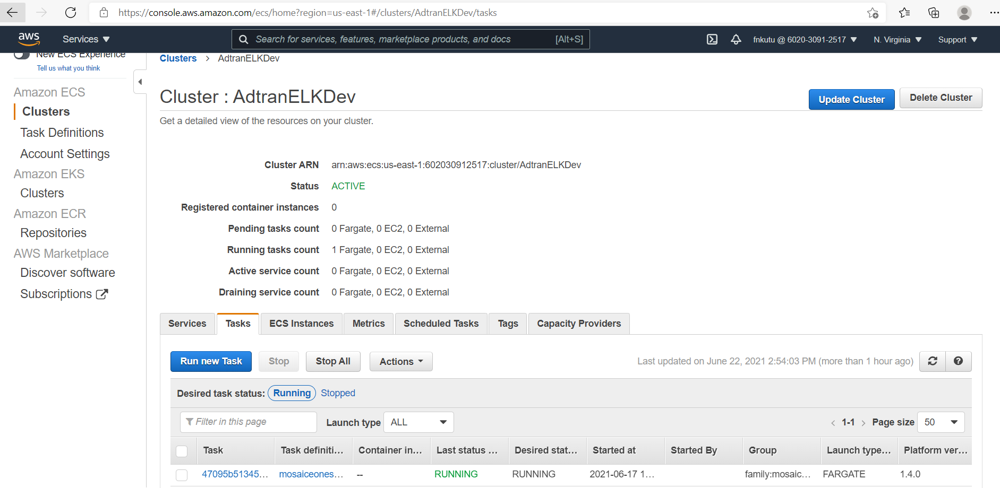 https://console.aws.amazon.com/ecs/home?region=us-east-1#/clusters/AdtranELKDev/tasks
aws
Services
Search for services, features, marketplace products, and docs
[Alt+S]
fnkutu @ 6020-3091-2517
N. Virginia
Support
New ECS Experience
Tell us what you think
Amazon ECS
Clusters
Task Definitions
Account Settings
Amazon EKS
Clusters
Amazon ECR
Repositories
AWS Marketplace
Discover software
Subscriptions
Clusters > AdtranELKDev
Cluster : AdtranELKDev
Update Cluster
Delete Cluster
Get a detailed view of the resources on your cluster.
Cluster ARN arn:aws:ecs:us-east-1:602030912517:cluster/AdtranELKDev
Status ACTIVE
Registered container instances 0
Pending tasks count 0 Fargate, 0 EC2, 0 External
Running tasks count 1 Fargate, 0 EC2, 0 External
Active service count 0 Fargate, 0 EC2, 0 External
Draining service count 0 Fargate, 0 EC2, 0 External
Services Tasks ECS Instances Metrics Scheduled Tasks Tags Capacity Providers
Run new Task Stop Stop All Actions Last updated on June 22, 2021 2:54:03 PM (more than 1 hour ago)
Desired task status: Running Stopped
Filter in this page Launch type ALL < 1-1 > Page size 50
Task Task definiti... Container in... Last status ... Desired stat... Started at Started By Group Launch type... Platform ver...
47095b51345... mosaiceones... -- RUNNING RUNNING 2021-06-17 1... family:mosaic... FARGATE 1.4.0